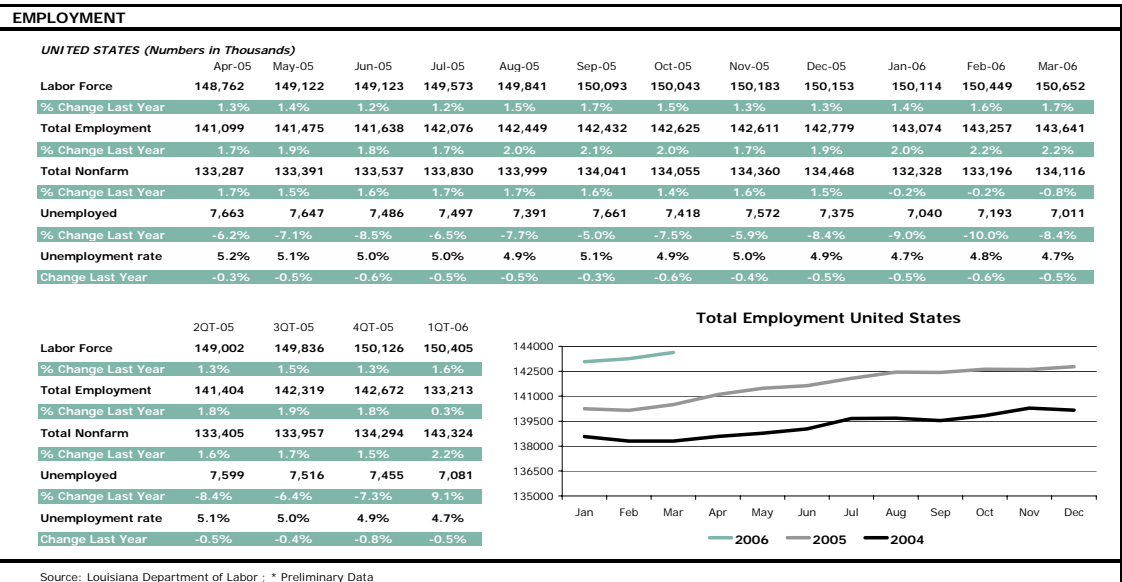 EMPLOYMENT
UNITED STATES (Numbers in Thousands)
Apr-05 May-05 Jun-05 Jul-05 Aug-05 Sep-05 Oct-05 Nov-05 Dec-05 Jan-06 Feb-06 Mar-06
Labor Force 148,762 149,122 149,123 149,573 149,841 150,093 150,043 150,183 150,153 150,114 150,449 150,652
% Change Last Year 1.3% 1.4% 1.2% 1.2% 1.5% 1.7% 1.5% 1.3% 1.3% 1.4% 1.6% 1.7%
Total Employment 141,099 141,475 141,638 142,076 142,449 142,432 142,625 142,611 142,779 143,074 143,257 143,641
% Change Last Year 1.7% 1.9% 1.8% 1.7% 2.0% 2.1% 2.0% 1.7% 1.9% 2.0% 2.2% 2.2%
Total Nonfarm 133,287 133,391 133,537 133,830 133,999 134,041 134,055 134,360 134,468 132,328 133,196 134,116
% Change Last Year 1.7% 1.5% 1.6% 1.7% 1.7% 1.6% 1.4% 1.6% 1.5% -0.2% -0.2% -0.8%
Unemployed 7,663 7,647 7,486 7,497 7,391 7,661 7,418 7,572 7,375 7,040 7,193 7,011
% Change Last Year -6.2% -7.1% -8.5% -6.5% -7.7% -5.0% -7.5% -5.9% -8.4% -9.0% -10.0% -8.4%
Unemployment rate 5.2% 5.1% 5.0% 5.0% 4.9% 5.1% 4.9% 5.0% 4.9% 4.7% 4.8% 4.7%
Change Last Year -0.3% -0.5% -0.6% -0.5% -0.5% -0.3% -0.6% -0.4% -0.5% -0.5% -0.6% -0.5%
2QT-05 3QT-05 4QT-05 1QT-06
Labor Force 149,002 149,836 150,126 150,405
% Change Last Year 1.3% 1.5% 1.3% 1.6%
Total Employment 141,404 142,319 142,672 133,213
% Change Last Year 1.8% 1.9% 1.8% 0.3%
Total Nonfarm 133,405 133,957 134,294 143,324
% Change Last Year 1.6% 1.7% 1.5% 2.2%
Unemployed 7,599 7,516 7,455 7,081
% Change Last Year -8.4% -6.4% -7.3% 9.1%
Unemployment rate 5.1% 5.0% 4.9% 4.7%
Change Last Year -0.5% -0.4% -0.8% -0.5%
Total Employment United States
144000
142500
141000
139500
138000
136500
135000
Jan Feb Mar Apr May Jun Jul Aug Sep Oct Nov Dec
2006 2005 2004
Source: Louisiana Department of Labor ; * Preliminary Data